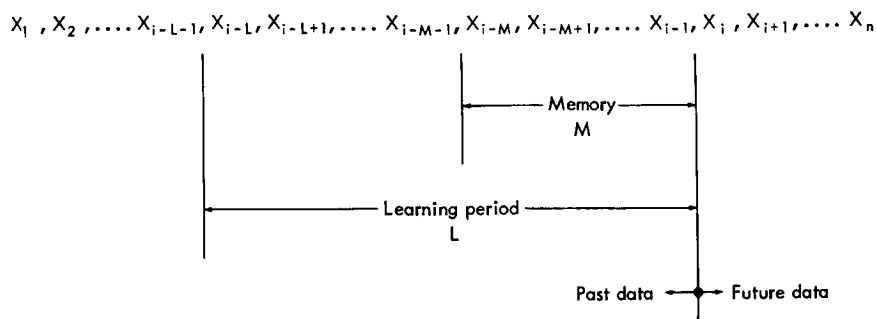 X₁ , X₂ , .... Xᵢ₋L₋₁, Xᵢ₋L, Xᵢ₋L₊₁, .... Xᵢ₋M₋₁, Xᵢ₋M, Xᵢ₋M₊₁, .... Xᵢ₋₁, Xᵢ , Xᵢ₊₁, .... Xₙ
Memory
M
Learning period
L
Past data Future data